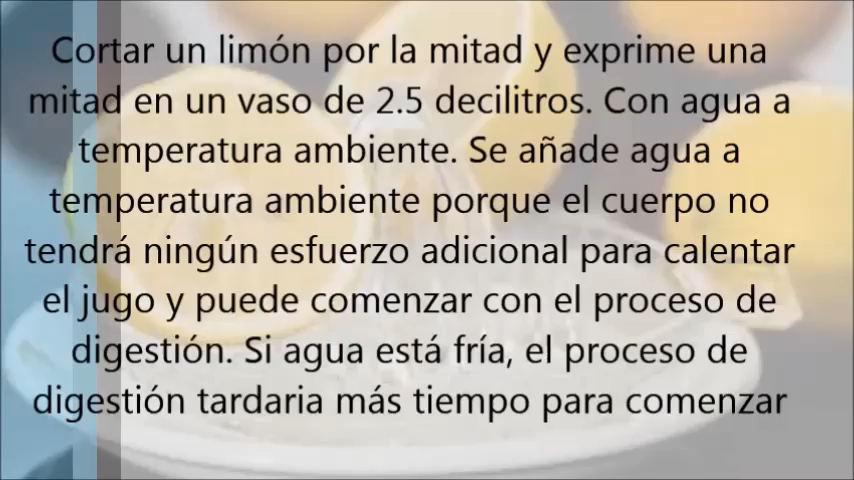 Cortar un limón por la mitad y exprime una
mitad en un vaso de 2.5 decilitros. Con agua a
temperatura ambiente. Se añade agua a
temperatura ambiente porque el cuerpo no
tendrá ningún esfuerzo adicional para calentar
el jugo y puede comenzar con el proceso de
digestión. Si agua está fría, el proceso de
digestión tardaria más tiempo para comenzar